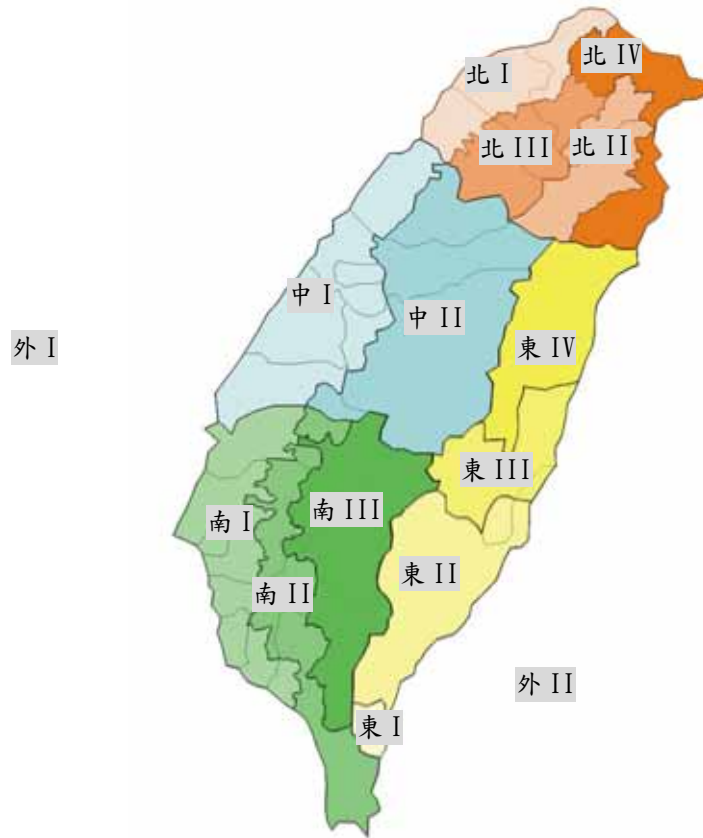 北 IV
北 I
北 III
北 II
中 I
中 II
外 I
東 IV
東 III
南 I
南 III
東 II
南 II
外 II
東 I